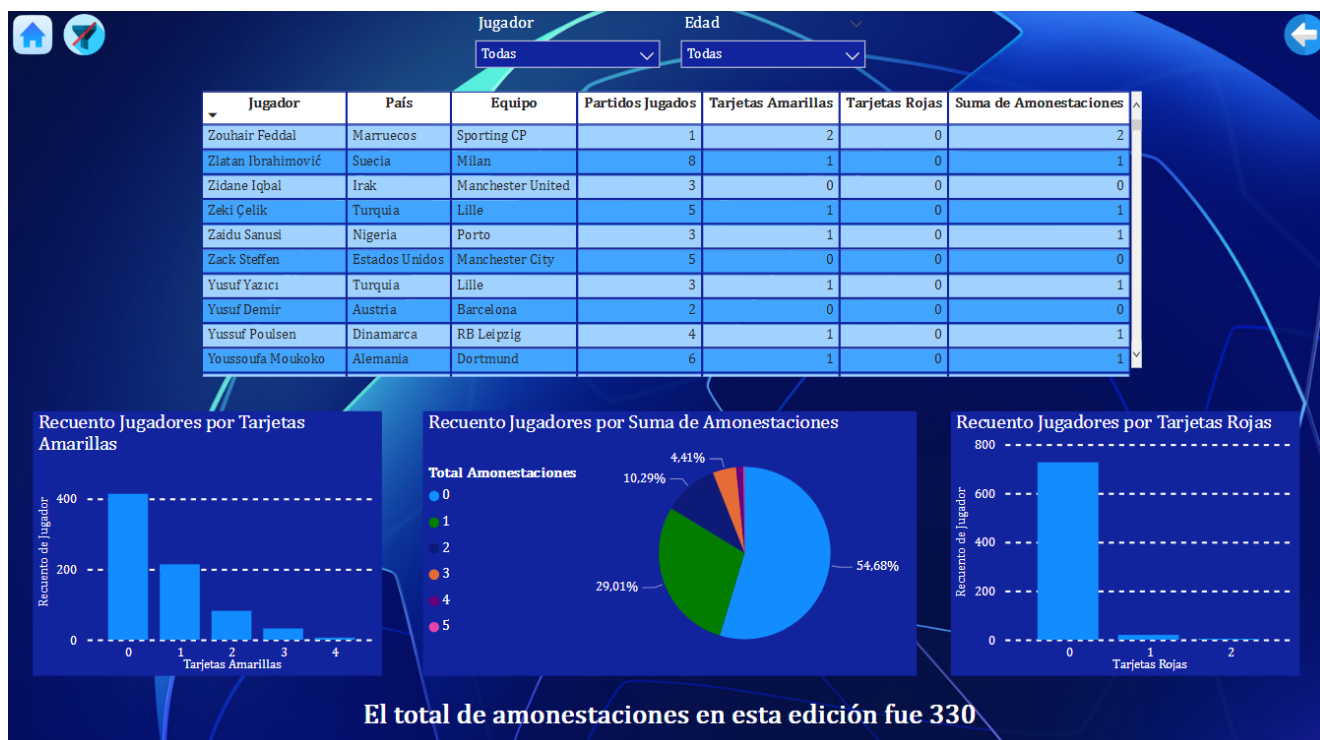 Jugador Edad
Todas Todas
Jugador País Equipo Partidos Jugados Tarjetas Amarillas Tarjetas Rojas Suma de Amonestaciones
Zouhair Feddal Marruecos Sporting CP 1 2 0 2
Zlatan Ibrahimović Suecia Milan 8 1 0 1
Zidane Iqbal Irak Manchester United 3 0 0 0
Zeki Çelik Turquia Lille 5 1 0 1
Zaidu Sanusi Nigeria Porto 3 1 0 1
Zack Steffen Estados Unidos Manchester City 5 0 0 0
Yusuf Yazıcı Turquia Lille 3 1 0 1
Yusuf Demir Austria Barcelona 2 0 0 0
Yussuf Poulsen Dinamarca RB Leipzig 4 1 0 1
Youssoufa Moukoko Alemania Dortmund 6 1 0 1
Recuento Jugadores por Tarjetas
Amarillas
Recuento de Jugador
400
200
0
0 1 2 3 4
Tarjetas Amarillas
Recuento Jugadores por Suma de Amonestaciones
Total Amonestaciones
0
1
2
3
4
5
4,41%
10,29%
29,01%
54,68%
Recuento Jugadores por Tarjetas Rojas
Recuento de Jugador
800
600
400
200
0
0 1 2
Tarjetas Rojas
El total de amonestaciones en esta edición fue 330